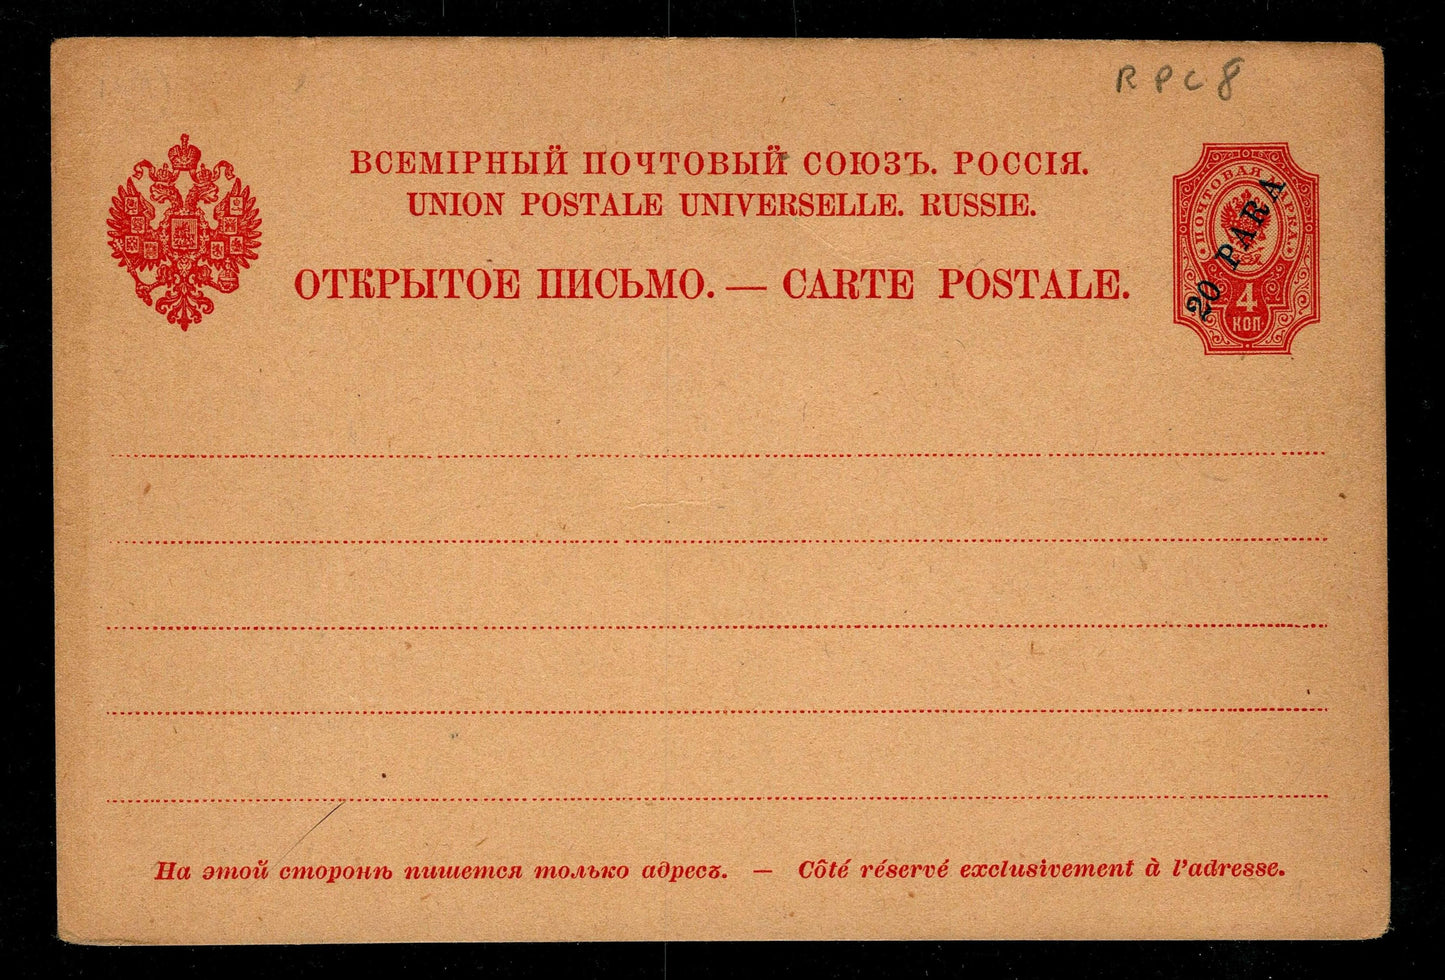 R P C 8
ВСЕМІРНЫЙ ПОЧТОВЫЙ СОЮЗЪ. РОССІЯ.
UNION POSTALE UNIVERSELLE. RUSSIE.
ОТКРЫТОЕ ПИСЬМО. — CARTE POSTALE.
ПОЧТОВАЯ МАРКА.
20 PARA
4
КОП.
На этой сторонѣ пишется только адресъ. — Côté réservé exclusivement à l'adresse.